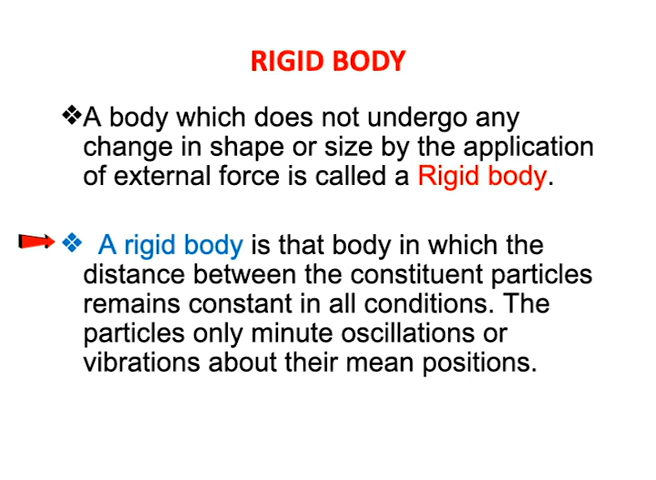 RIGID BODY
❖A body which does not undergo any
change in shape or size by the application
of external force is called a Rigid body.
❖ A rigid body is that body in which the
distance between the constituent particles
remains constant in all conditions. The
particles only minute oscillations or
vibrations about their mean positions.